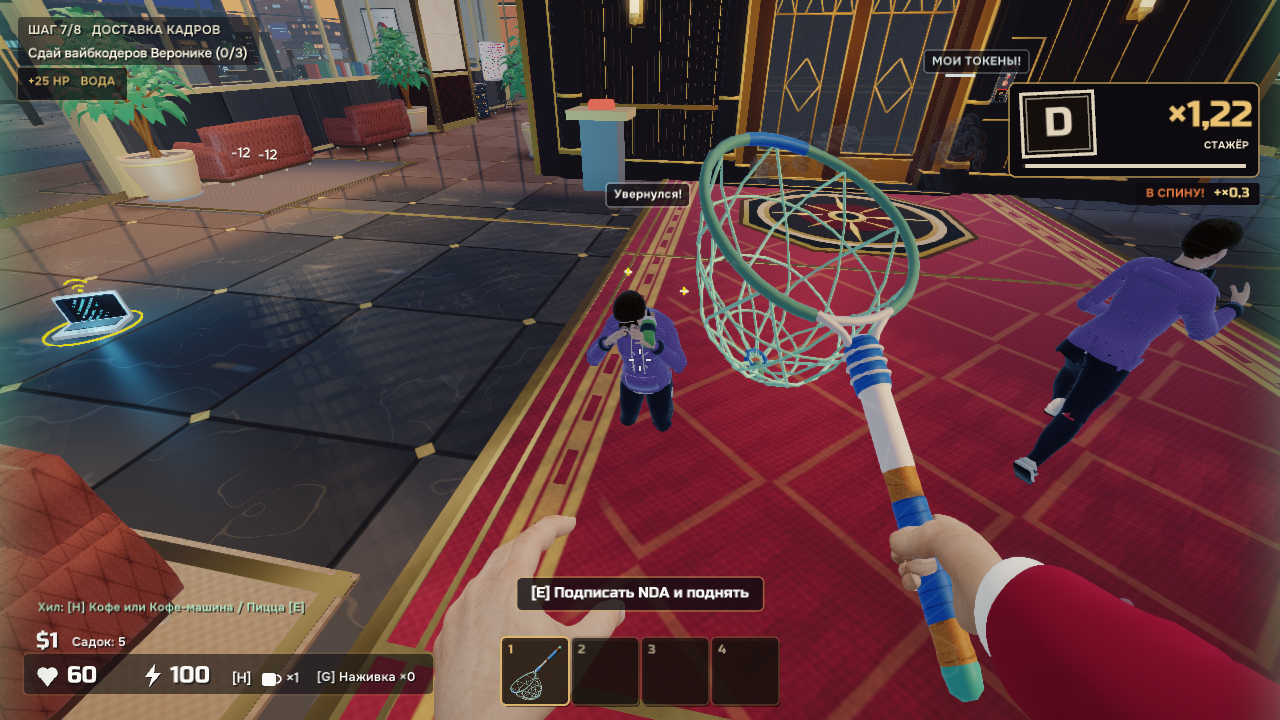 ШАГ 7/8 ДОСТАВКА КАДРОВ
Сдай вайбкодеров Веронике (0/3)
+25 HP ВОДА
МОИ ТОКЕНЫ!
D
×1,22
СТАЖЁР
В СПИНУ! +×0,3
-12 -12
Увернулся!
[E] Подписать NDA и поднять
Хил: [H] Кофе или Кофе-машина / Пицца [E]
$1 Садок: 5
60 100 [H] ×1 [G] Наживка ×0
1 2 3 4